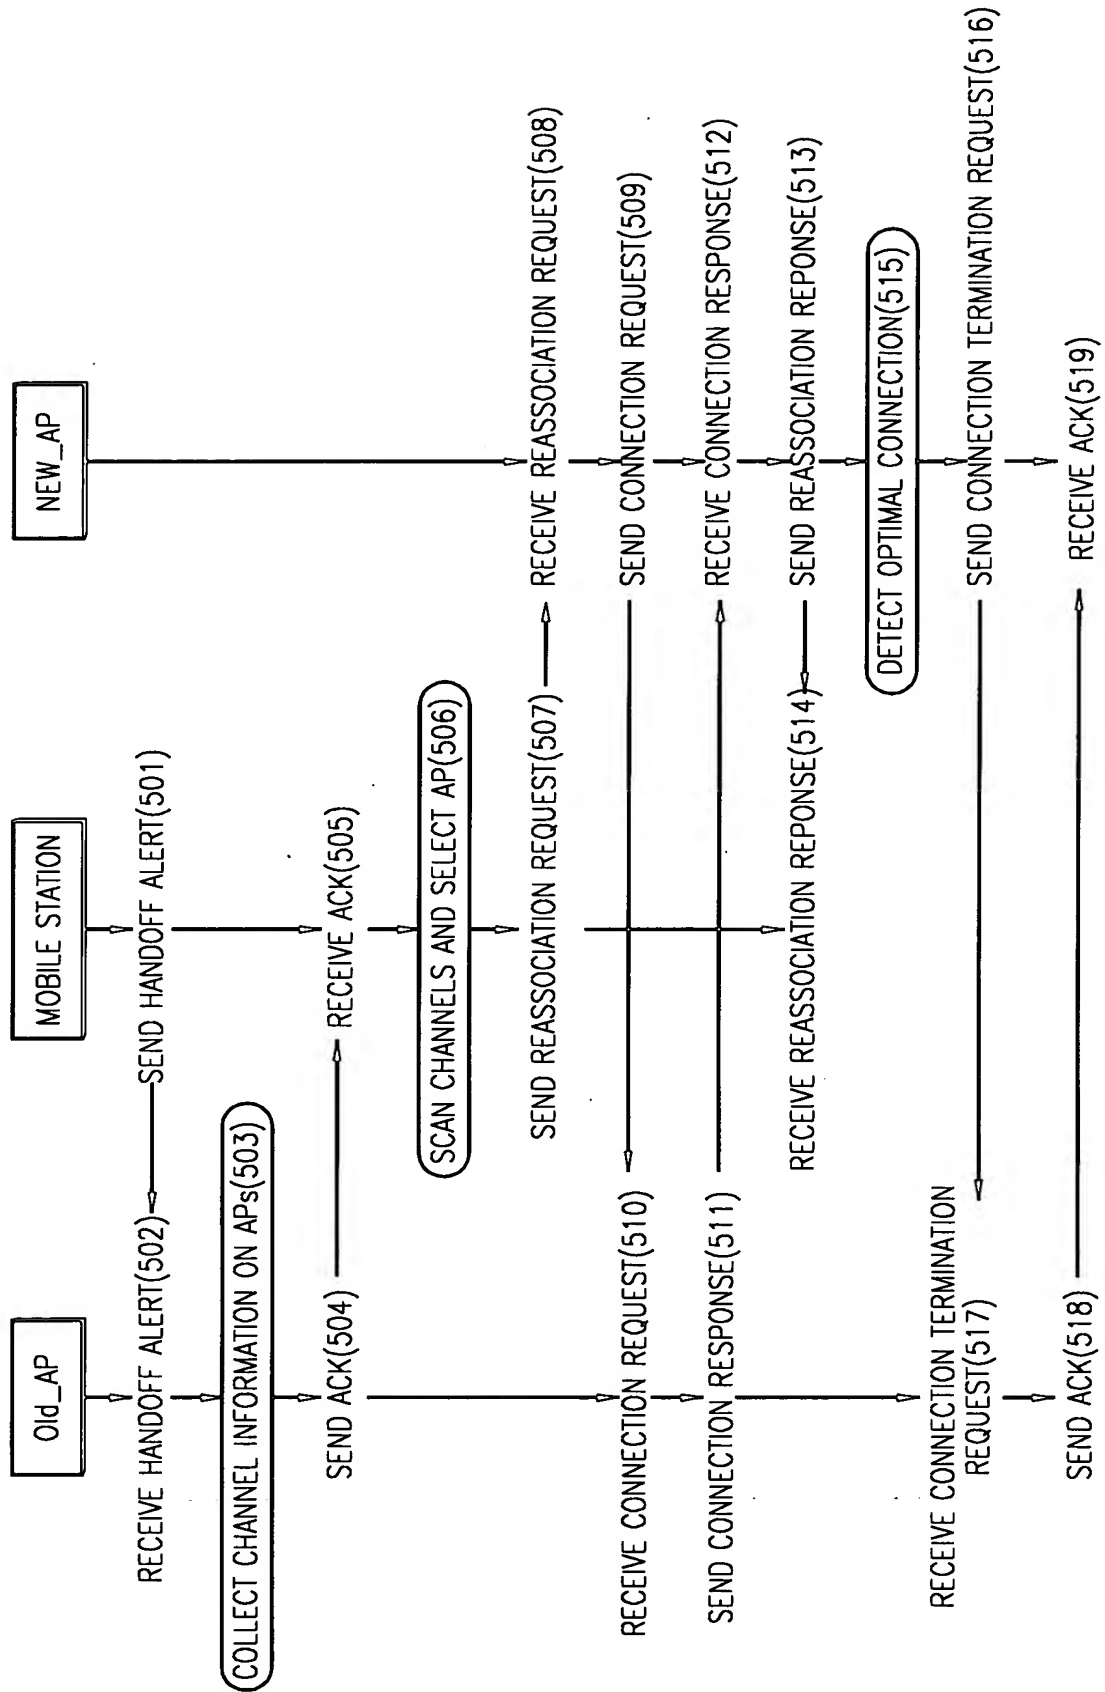 Old_AP
MOBILE STATION
NEW_AP
RECEIVE HANDOFF ALERT(502)
SEND HANDOFF ALERT(501)
COLLECT CHANNEL INFORMATION ON APs(503)
SEND ACK(504)
RECEIVE ACK(505)
SCAN CHANNELS AND SELECT AP(506)
SEND REASSOCIATION REQUEST(507)
RECEIVE REASSOCIATION REQUEST(508)
RECEIVE CONNECTION REQUEST(510)
SEND CONNECTION REQUEST(509)
SEND CONNECTION RESPONSE(511)
RECEIVE CONNECTION RESPONSE(512)
RECEIVE REASSOCIATION REPONSE(514)
SEND REASSOCIATION REPONSE(513)
DETECT OPTIMAL CONNECTION(515)
RECEIVE CONNECTION TERMINATION
REQUEST(517)
SEND CONNECTION TERMINATION REQUEST(516)
SEND ACK(518)
RECEIVE ACK(519)